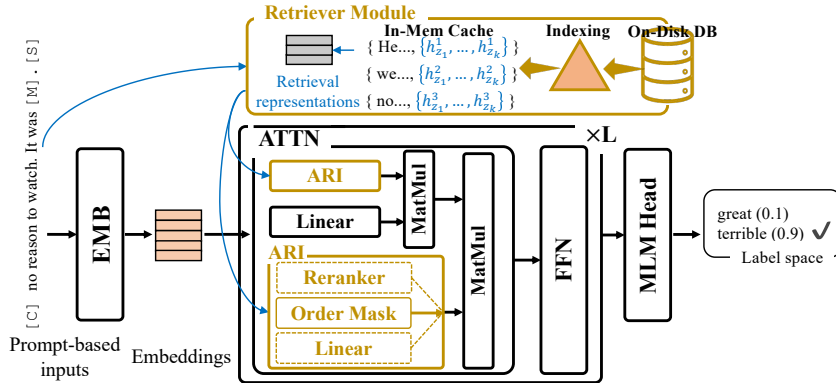 Retriever Module
In-Mem Cache
Indexing
On-Disk DB
{ He..., {h_{z_1}^1, ..., h_{z_k}^1} }
{ we..., {h_{z_1}^2, ..., h_{z_k}^2} }
{ no..., {h_{z_1}^3, ..., h_{z_k}^3} }
Retrieval
representations
[C] no reason to watch. It was [M]. [S]
Prompt-based
inputs
EMB
Embeddings
ATTN
×L
ARI
Linear
MatMul
MatMul
ARI
Reranker
Order Mask
Linear
FFN
MLM Head
great (0.1)
terrible (0.9) ✓
Label space